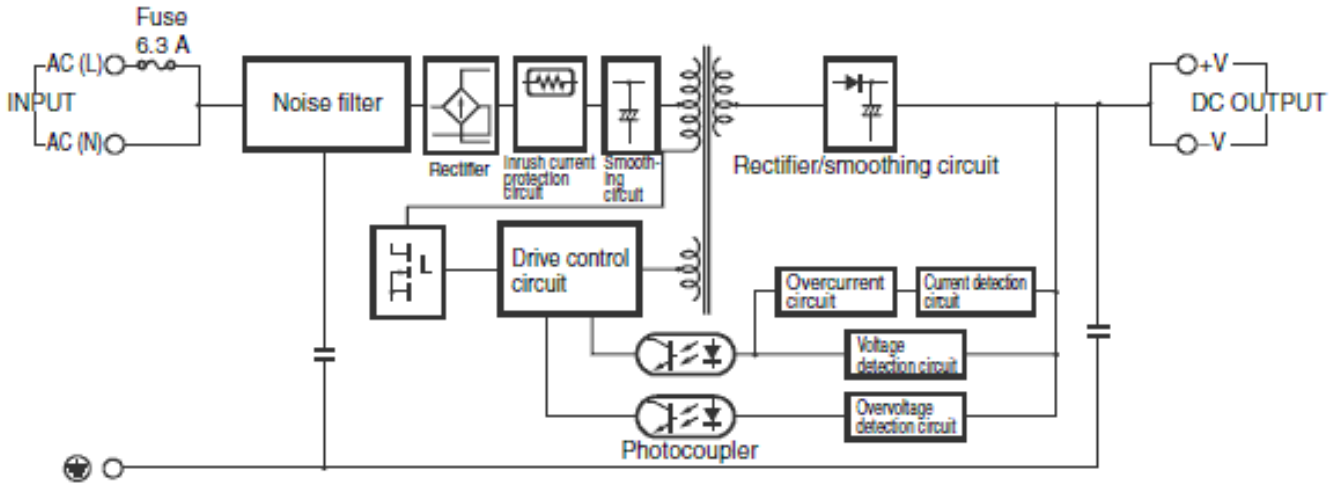 Fuse
6.3 A
AC (L)
INPUT
AC (N)
Noise filter
Rectifier
Inrush current
protection
circuit
Smooth-
ing
circuit
Rectifier/smoothing circuit
+V
DC OUTPUT
–V
L
Drive control
circuit
Overcurrent
circuit
Current detection
circuit
Voltage
detection circuit
Overvoltage
detection circuit
Photocoupler